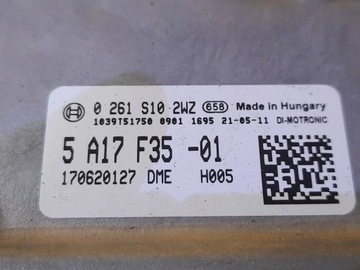 0 261 S10 2WZ 658 Made in Hungary
1039T51750 0901 1695 21-05-11 DI-MOTRONIC
5 A17 F35 -01
170620127 DME H005